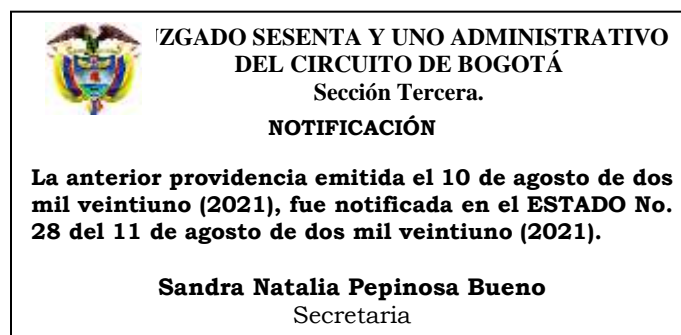 ZGADO SESENTA Y UNO ADMINISTRATIVO
DEL CIRCUITO DE BOGOTÁ
Sección Tercera.
NOTIFICACIÓN
La anterior providencia emitida el 10 de agosto de dos
mil veintiuno (2021), fue notificada en el ESTADO No.
28 del 11 de agosto de dos mil veintiuno (2021).
Sandra Natalia Pepinosa Bueno
Secretaria